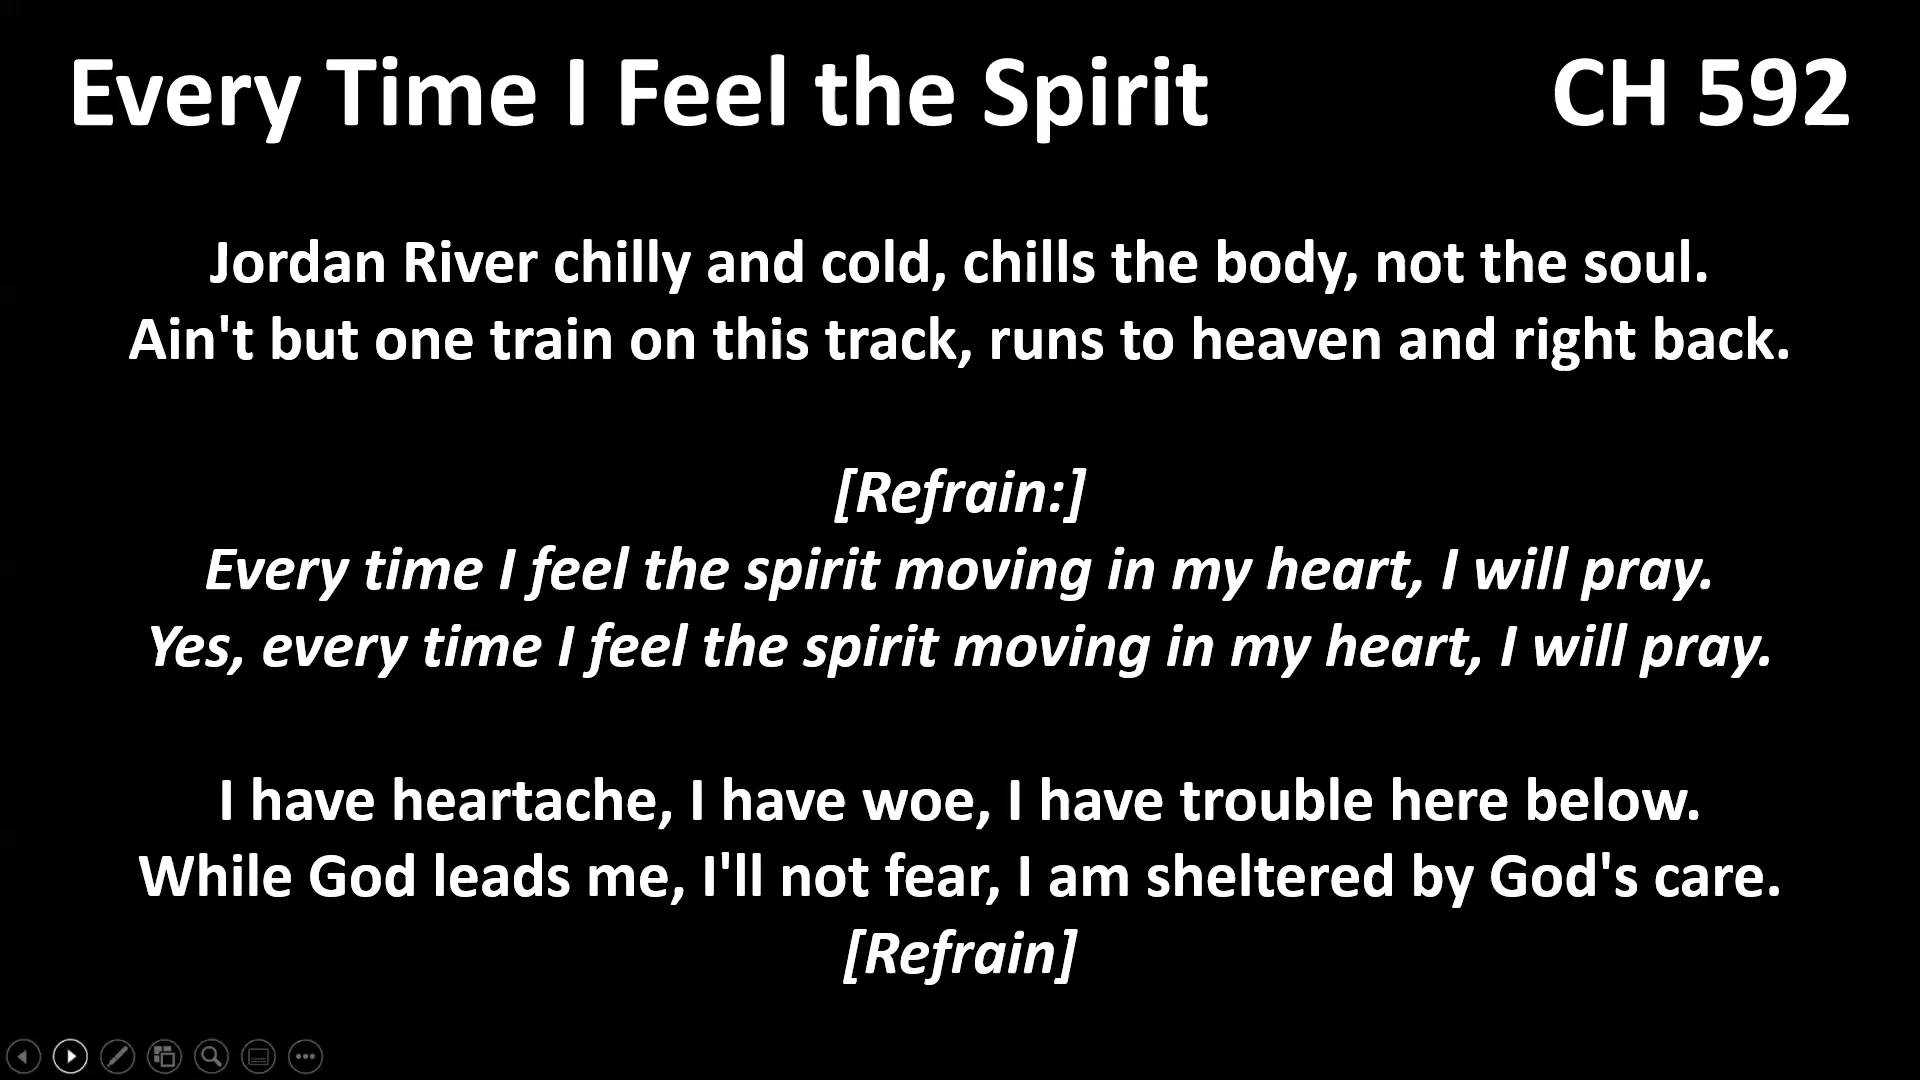 Every Time I Feel the Spirit CH 592
Jordan River chilly and cold, chills the body, not the soul.
Ain't but one train on this track, runs to heaven and right back.
[Refrain:]
Every time I feel the spirit moving in my heart, I will pray.
Yes, every time I feel the spirit moving in my heart, I will pray.
I have heartache, I have woe, I have trouble here below.
While God leads me, I'll not fear, I am sheltered by God's care.
[Refrain]